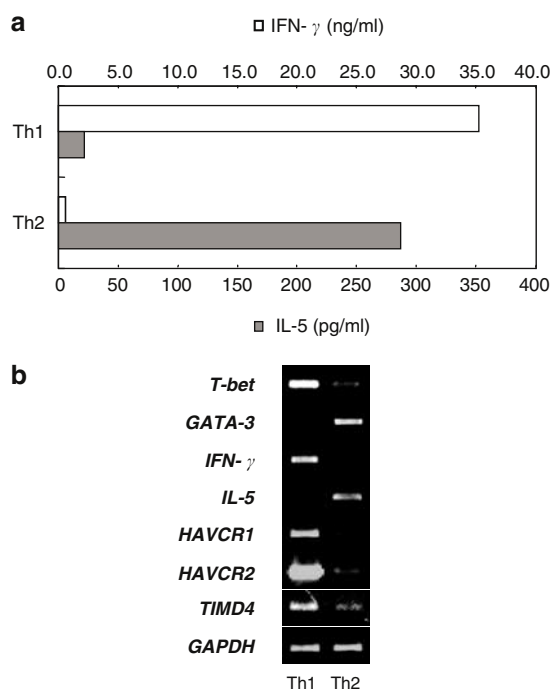 a
IFN- γ (ng/ml)
0.0 5.0 10.0 15.0 20.0 25.0 30.0 35.0 40.0
Th1
Th2
0 50 100 150 200 250 300 350 400
IL-5 (pg/ml)
b
T-bet
GATA-3
IFN- γ
IL-5
HAVCR1
HAVCR2
TIMD4
GAPDH
Th1 Th2